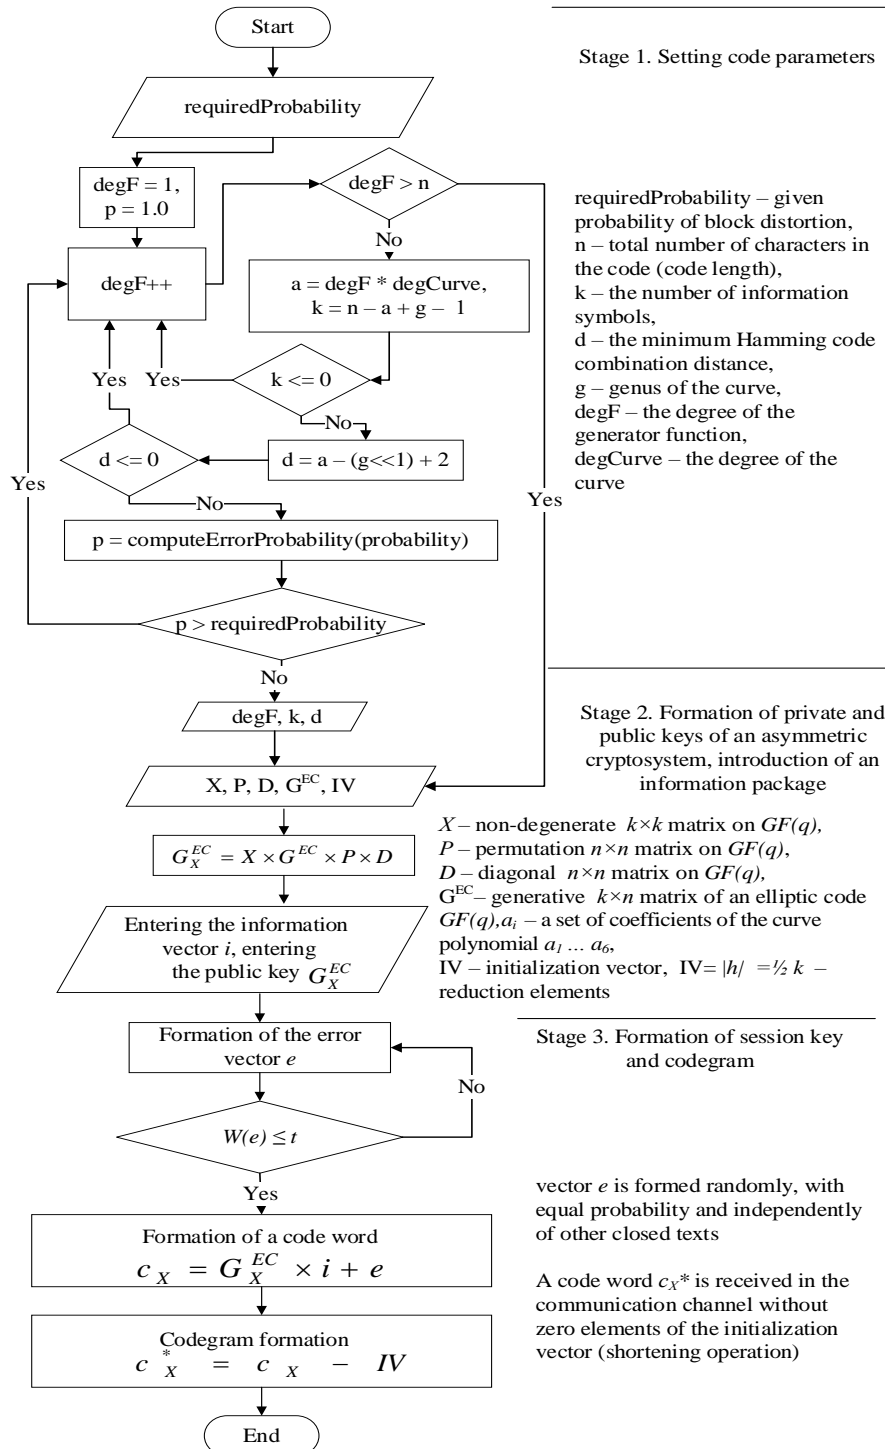 Start
Stage 1. Setting code parameters
requiredProbability
degF = 1,
p = 1.0
degF > n
No
degF++
a = degF * degCurve,
k = n – a + g – 1
requiredProbability – given
probability of block distortion,
n – total number of characters in
the code (code length),
k – the number of information
symbols,
d – the minimum Hamming code
combination distance,
g – genus of the curve,
degF – the degree of the
generator function,
degCurve – the degree of the
curve
Yes
Yes
k <= 0
No
d <= 0
d = a – (g<<1) + 2
Yes
Yes
No
p = computeErrorProbability(probability)
p > requiredProbability
No
degF, k, d
Stage 2. Formation of private and
public keys of an asymmetric
cryptosystem, introduction of an
information package
X, P, D, G^EC, IV
G_X^EC = X × G^EC × P × D
X – non-degenerate k×k matrix on GF(q),
P – permutation n×n matrix on GF(q),
D – diagonal n×n matrix on GF(q),
G^EC – generative k×n matrix of an elliptic code
GF(q), a_i – a set of coefficients of the curve
polynomial a_1 ... a_6,
IV – initialization vector, IV= |h| = ½ k –
reduction elements
Entering the information
vector i, entering
the public key G_X^EC
Stage 3. Formation of session key
and codegram
Formation of the error
vector e
No
W(e) ≤ t
Yes
vector e is formed randomly, with
equal probability and independently
of other closed texts
Formation of a code word
c_X = G_X^EC × i + e
A code word c_X* is received in the
communication channel without
zero elements of the initialization
vector (shortening operation)
Codegram formation
c_X^* = c_X – IV
End